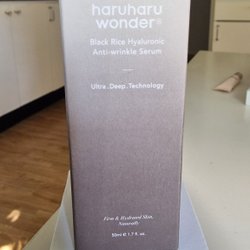 haruharu
wonder®
Black Rice Hyaluronic
Anti-wrinkle Serum
Ultra.Deep.Technology
Firm & Hydrated Skin,
Naturally
50ml ℮ 1.7 fl. oz.